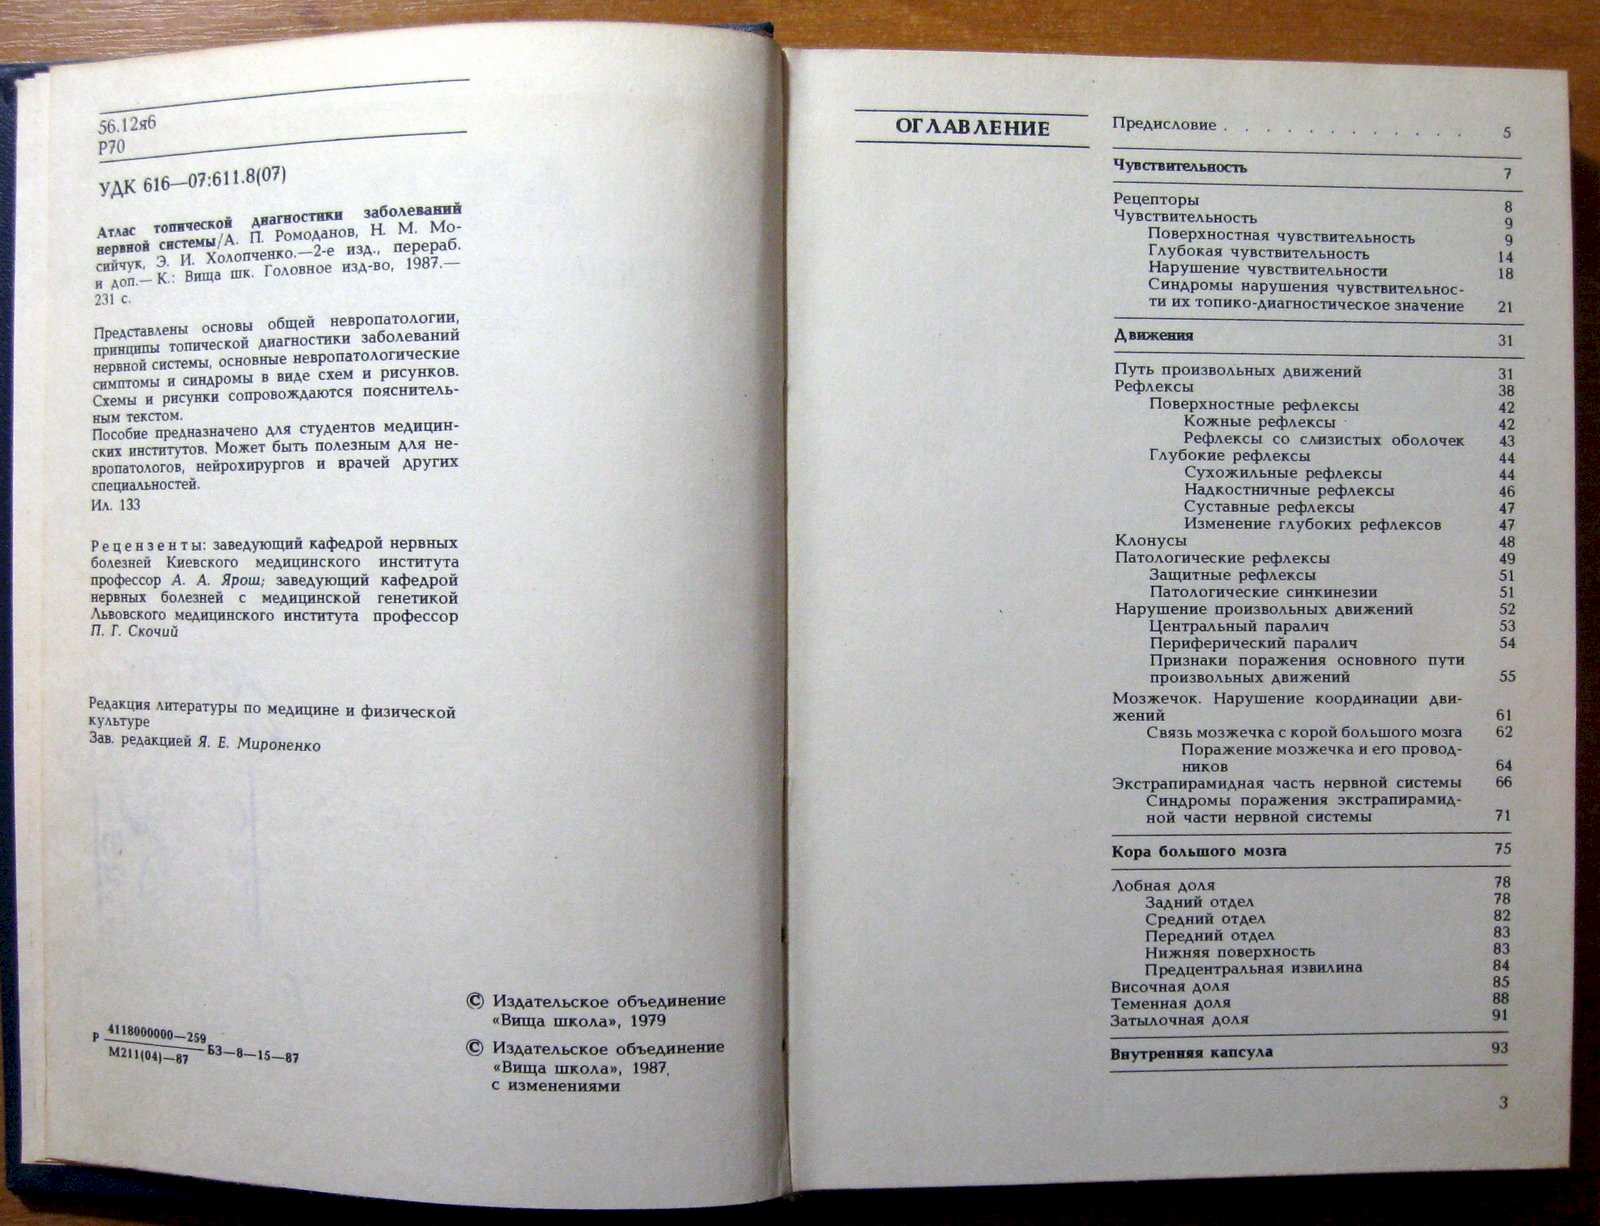 56.12я6
Р70
УДК 616—07:611.8(07)
Атлас топической диагностики заболеваний
нервной системы/А. П. Ромоданов, Н. М. Мо-
сийчук, Э. И. Холопченко.—2-е изд., перераб.
и доп.— К.: Вища шк. Головное изд-во, 1987.—
231 с.
Представлены основы общей невропатологии,
принципы топической диагностики заболеваний
нервной системы, основные невропатологические
симптомы и синдромы в виде схем и рисунков.
Схемы и рисунки сопровождаются пояснитель-
ным текстом.
Пособие предназначено для студентов медицин-
ских институтов. Может быть полезным для не-
вропатологов, нейрохирургов и врачей других
специальностей.
Ил. 133
Рецензенты: заведующий кафедрой нервных
болезней Киевского медицинского института
профессор А. А. Ярош; заведующий кафедрой
нервных болезней с медицинской генетикой
Львовского медицинского института профессор
П. Г. Скочий
Редакция литературы по медицине и физической
культуре
Зав. редакцией Я. Е. Мироненко
Р 4118000000—259
М211(04)—87 БЗ—8—15—87
© Издательское объединение
«Вища школа», 1979
© Издательское объединение
«Вища школа», 1987,
с изменениями
ОГЛАВЛЕНИЕ
Предисловие . . . . . . . . . . . . 5
Чувствительность 7
Рецепторы 8
Чувствительность 9
Поверхностная чувствительность 9
Глубокая чувствительность 14
Нарушение чувствительности 18
Синдромы нарушения чувствительнос-
ти их топико-диагностическое значение 21
Движения 31
Путь произвольных движений 31
Рефлексы 38
Поверхностные рефлексы 42
Кожные рефлексы 42
Рефлексы со слизистых оболочек 43
Глубокие рефлексы 44
Сухожильные рефлексы 44
Надкостничные рефлексы 46
Суставные рефлексы 47
Изменение глубоких рефлексов 47
Клонусы 48
Патологические рефлексы 49
Защитные рефлексы 51
Патологические синкинезии 51
Нарушение произвольных движений 52
Центральный паралич 53
Периферический паралич 54
Признаки поражения основного пути
произвольных движений 55
Мозжечок. Нарушение координации дви-
жений 61
Связь мозжечка с корой большого мозга 62
Поражение мозжечка и его провод-
ников 64
Экстрапирамидная часть нервной системы 66
Синдромы поражения экстрапирамид-
ной части нервной системы 71
Кора большого мозга 75
Лобная доля 78
Задний отдел 78
Средний отдел 82
Передний отдел 83
Нижняя поверхность 83
Предцентральная извилина 84
Височная доля 85
Теменная доля 88
Затылочная доля 91
Внутренняя капсула 93
3